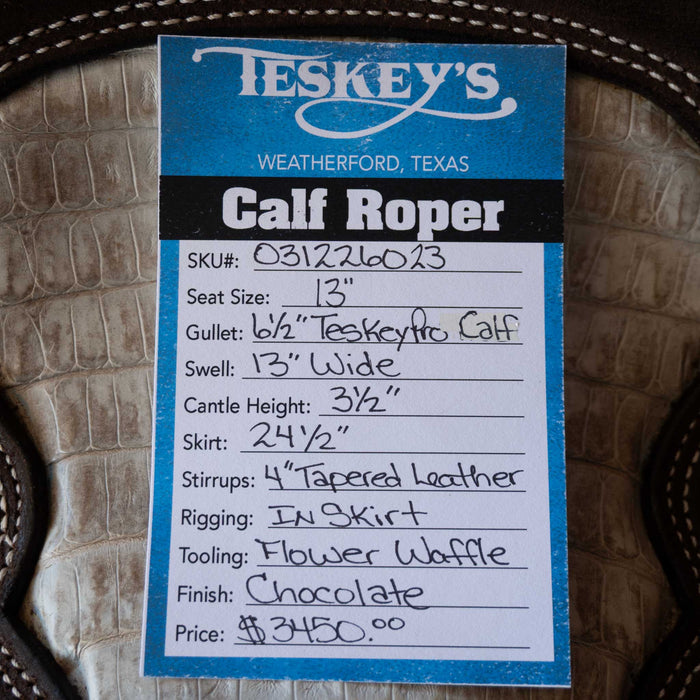 TESKEY'S
WEATHERFORD, TEXAS
Calf Roper
SKU#: 031226023
Seat Size: 13"
Gullet: 6½" TeskeyPro Calf
Swell: 13" Wide
Cantle Height: 3½"
Skirt: 24½"
Stirrups: 4" Tapered Leather
Rigging: InSkirt
Tooling: Flower Waffle
Finish: Chocolate
Price: $3450.00